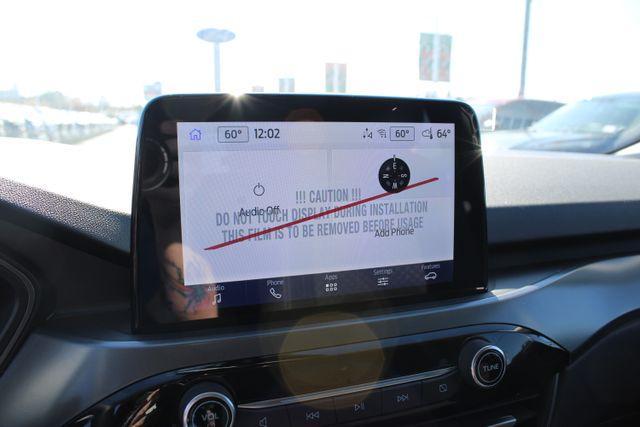 60° 12:02 60° 64°
E
N S
W
!!! CAUTION !!!
Audio Off
DO NOT TOUCH DISPLAY DURING INSTALLATION
THIS FILM IS TO BE REMOVED BEFORE USAGE
Add Phone
Audio Phone Apps Settings Features
VOL
TUNE